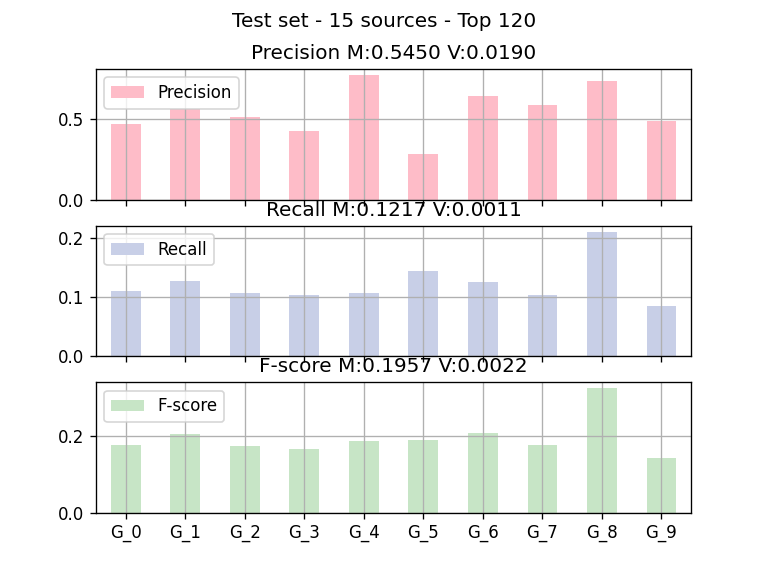 Test set - 15 sources - Top 120
Precision M:0.5450 V:0.0190
Precision
0.5
0.0
Recall M:0.1217 V:0.0011
0.2
Recall
0.1
0.0
F-score M:0.1957 V:0.0022
F-score
0.2
0.0
G_0 G_1 G_2 G_3 G_4 G_5 G_6 G_7 G_8 G_9